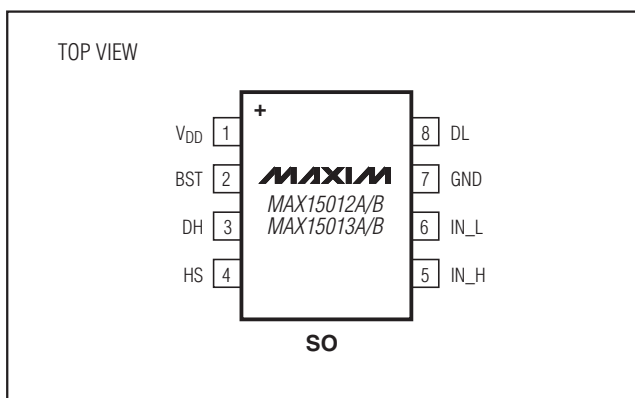 TOP VIEW
+
VDD 1
BST 2
DH 3
HS 4
MAXIM
MAX15012A/B
MAX15013A/B
8 DL
7 GND
6 IN_L
5 IN_H
SO